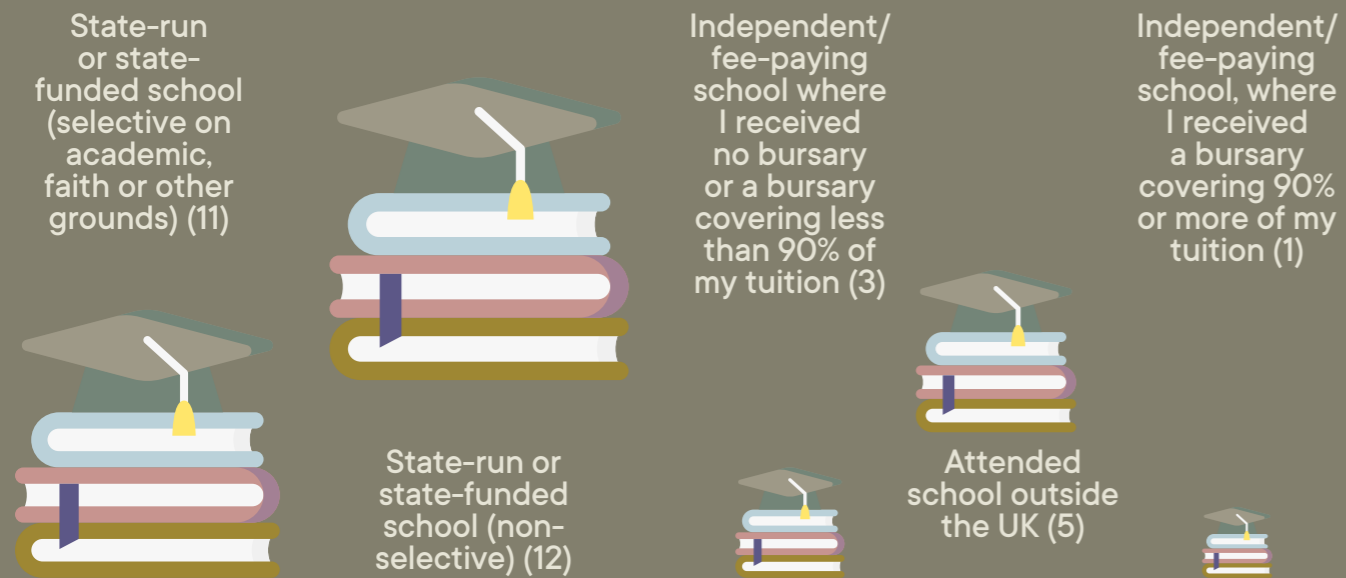 State-run
or state-
funded school
(selective on
academic,
faith or other
grounds) (11)
State-run or
state-funded
school (non-
selective) (12)
Independent/
fee-paying
school where
I received
no bursary
or a bursary
covering less
than 90% of
my tuition (3)
Attended
school outside
the UK (5)
Independent/
fee-paying
school, where
I received
a bursary
covering 90%
or more of my
tuition (1)